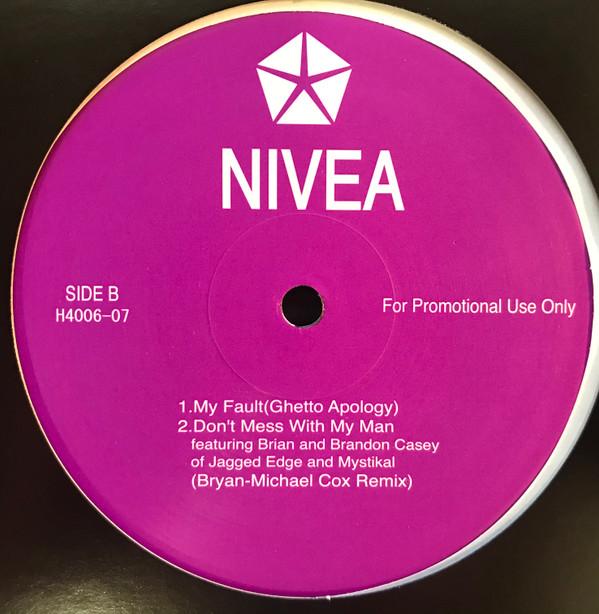 NIVEA
SIDE B
H4006-07
For Promotional Use Only
1.My Fault(Ghetto Apology)
2.Don't Mess With My Man
featuring Brian and Brandon Casey
of Jagged Edge and Mystikal
(Bryan-Michael Cox Remix)